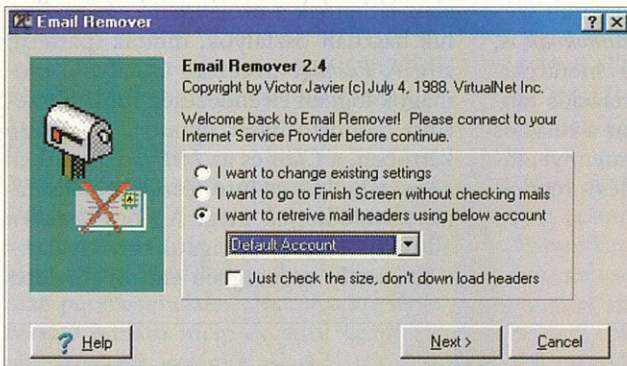 Email Remover
Email Remover 2.4
Copyright by Victor Javier (c) July 4, 1988. VirtualNet Inc.
Welcome back to Email Remover! Please connect to your
Internet Service Provider before continue.
I want to change existing settings
I want to go to Finish Screen without checking mails
I want to retreive mail headers using below account
Default Account
Just check the size, don't down load headers
? Help
Next >
Cancel